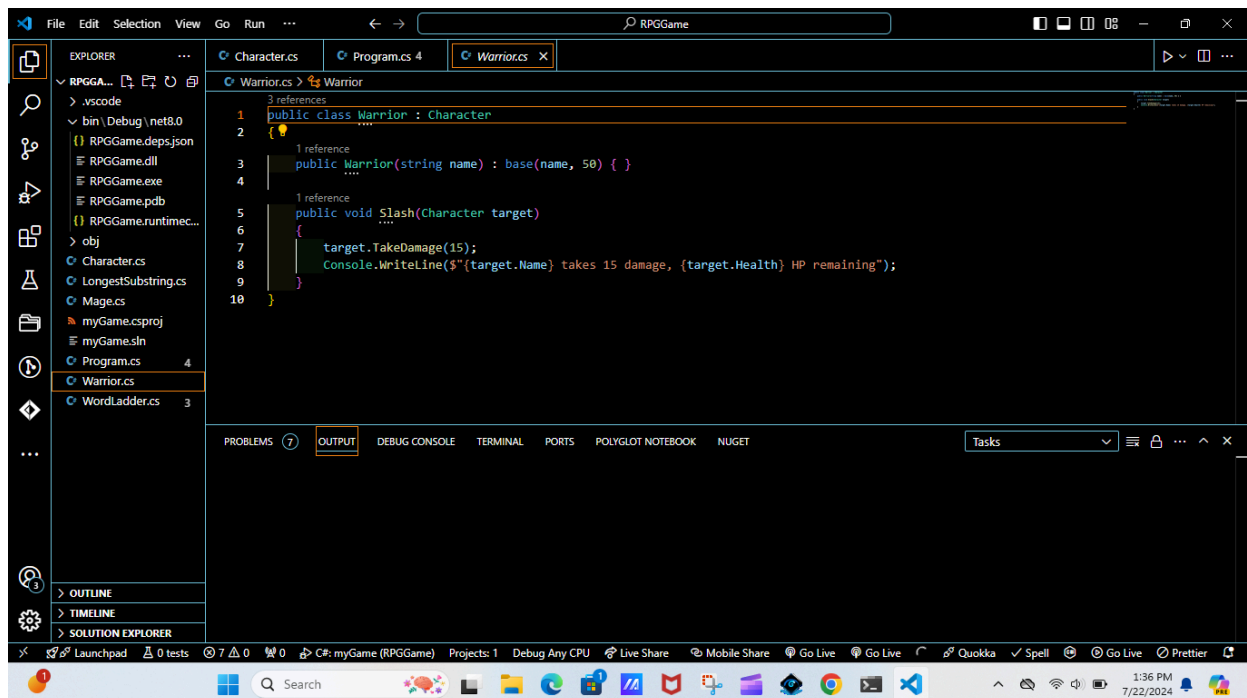 File Edit Selection View Go Run ··· RPGGame
EXPLORER ···
Character.cs Program.cs 4 Warrior.cs
RPGGA...
Warrior.cs > Warrior
.vscode
bin\Debug\net8.0
RPGGame.deps.json
RPGGame.dll
RPGGame.exe
RPGGame.pdb
RPGGame.runtimec...
obj
Character.cs
LongestSubstring.cs
Mage.cs
myGame.csproj
myGame.sln
Program.cs 4
Warrior.cs
WordLadder.cs 3
3 references
1 public class Warrior : Character
2 {
1 reference
3 public Warrior(string name) : base(name, 50) { }
4
1 reference
5 public void Slash(Character target)
6 {
7 target.TakeDamage(15);
8 Console.WriteLine($"{target.Name} takes 15 damage, {target.Health} HP remaining");
9 }
10 }
PROBLEMS 7 OUTPUT DEBUG CONSOLE TERMINAL PORTS POLYGLOT NOTEBOOK NUGET Tasks
3
OUTLINE
TIMELINE
SOLUTION EXPLORER
Launchpad 0 tests 7 0 0 C#: myGame (RPGGame) Projects: 1 Debug Any CPU Live Share Mobile Share Go Live Go Live Quokka Spell Go Live Prettier
1 Search 1 1:36 PM
7/22/2024 PRE